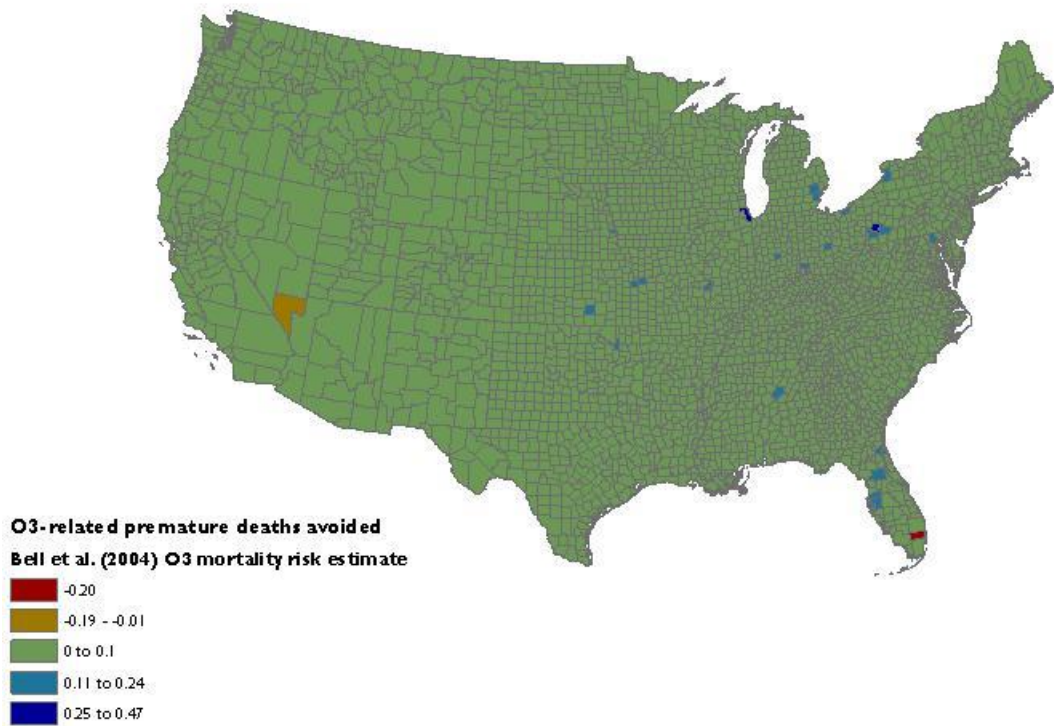 O3-related premature deaths avoided
Bell et al. (2004) O3 mortality risk estimate
-0.20
-0.19 - -0.01
0 to 0.1
0.11 to 0.24
0.25 to 0.47